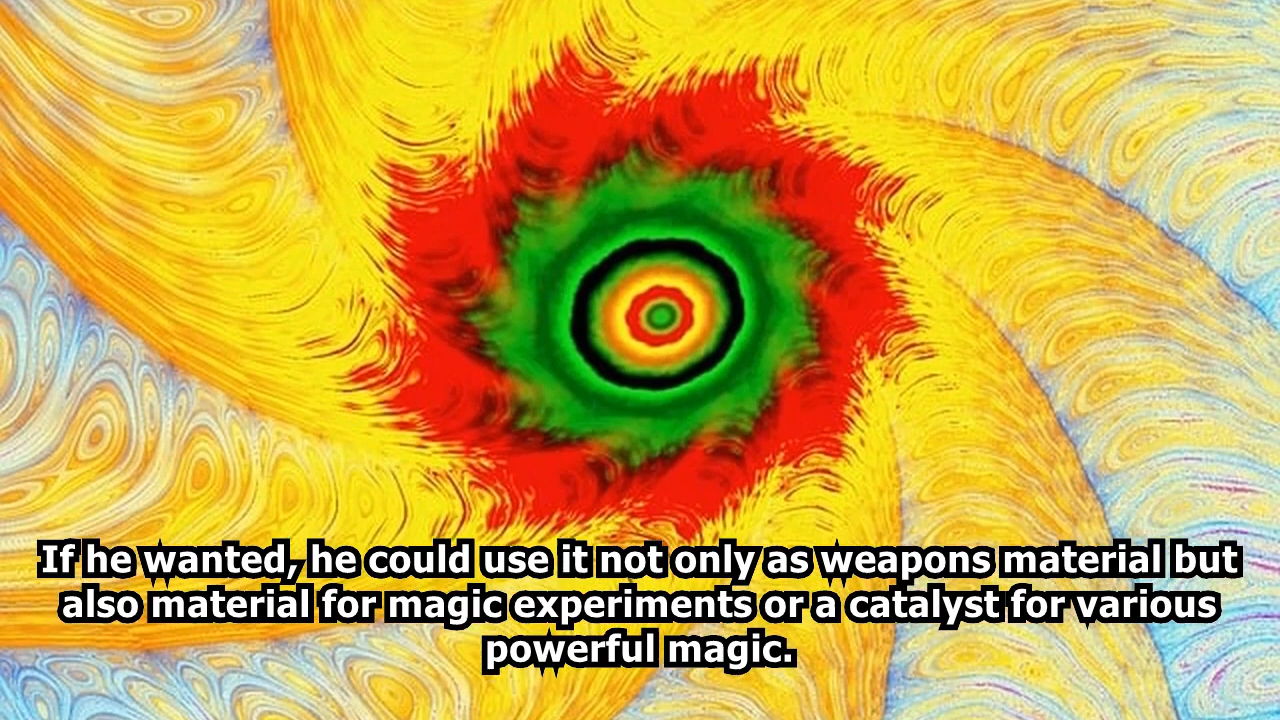 If he wanted, he could use it not only as weapons material but
also material for magic experiments or a catalyst for various
powerful magic.